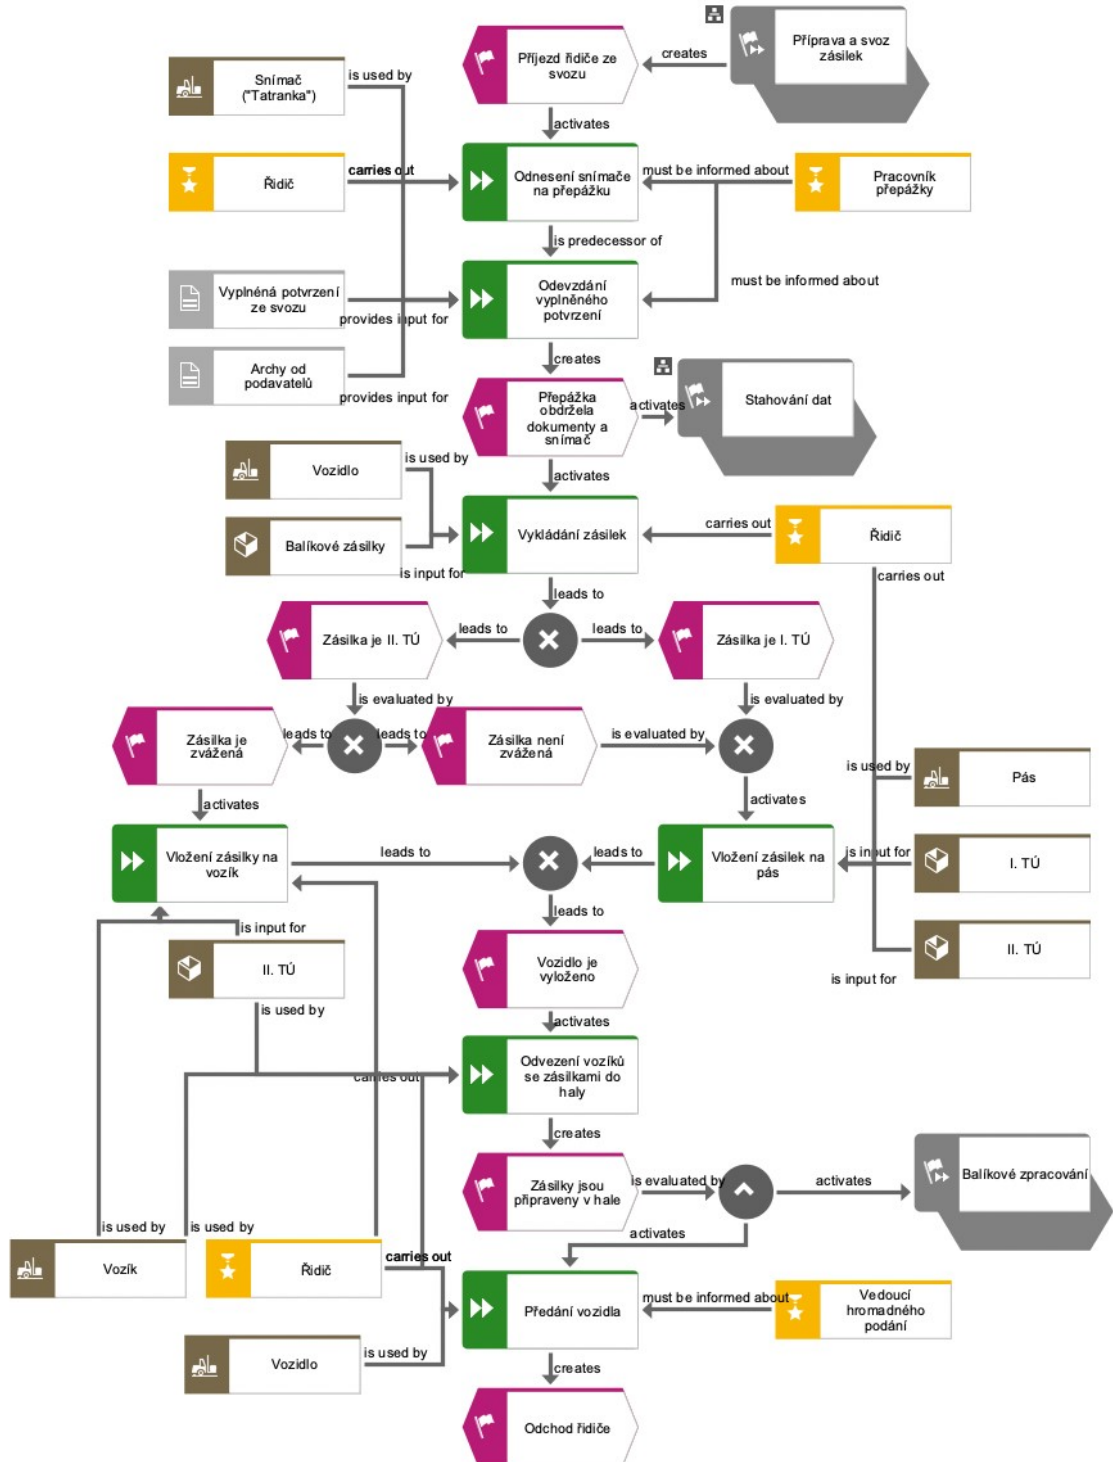 Příjezd řidiče ze
svozu
creates
Příprava a svoz
zásilek
Snímač
("Tatranka")
is used by
activates
Řidič
carries out
Odnesení snímače
na přepážku
must be informed about
Pracovník
přepážky
is predecessor of
Vyplněná potvrzení
ze svozu
provides input for
Odevzdání
vyplněného
potvrzení
must be informed about
creates
Archy od
podavatelů
provides input for
Přepážka
obdržela
dokumenty a
snímač
activates
Stahování dat
Vozidlo
is used by
activates
Balíkové zásilky
is input for
Vykládání zásilek
carries out
Řidič
carries out
leads to
Zásilka je II. TÚ
leads to
leads to
Zásilka je I. TÚ
is evaluated by
is evaluated by
Zásilka je
zvážená
leads to
leads to
Zásilka není
zvážená
is evaluated by
is used by
Pás
activates
activates
Vložení zásilky na
vozík
leads to
leads to
Vložení zásilek na
pás
is input for
I. TÚ
leads to
is input for
II. TÚ
II. TÚ
is used by
Vozidlo je
vyloženo
is input for
activates
carries out
Odvezení vozíků
se zásilkami do
haly
creates
Zásilky jsou
připraveny v hale
is evaluated by
activates
Balíkové zpracování
is used by
is used by
activates
Vozík
Řidič
carries out
Předání vozidla
must be informed about
Vedoucí
hromadného
podání
Vozidlo
is used by
creates
Odchod řidiče